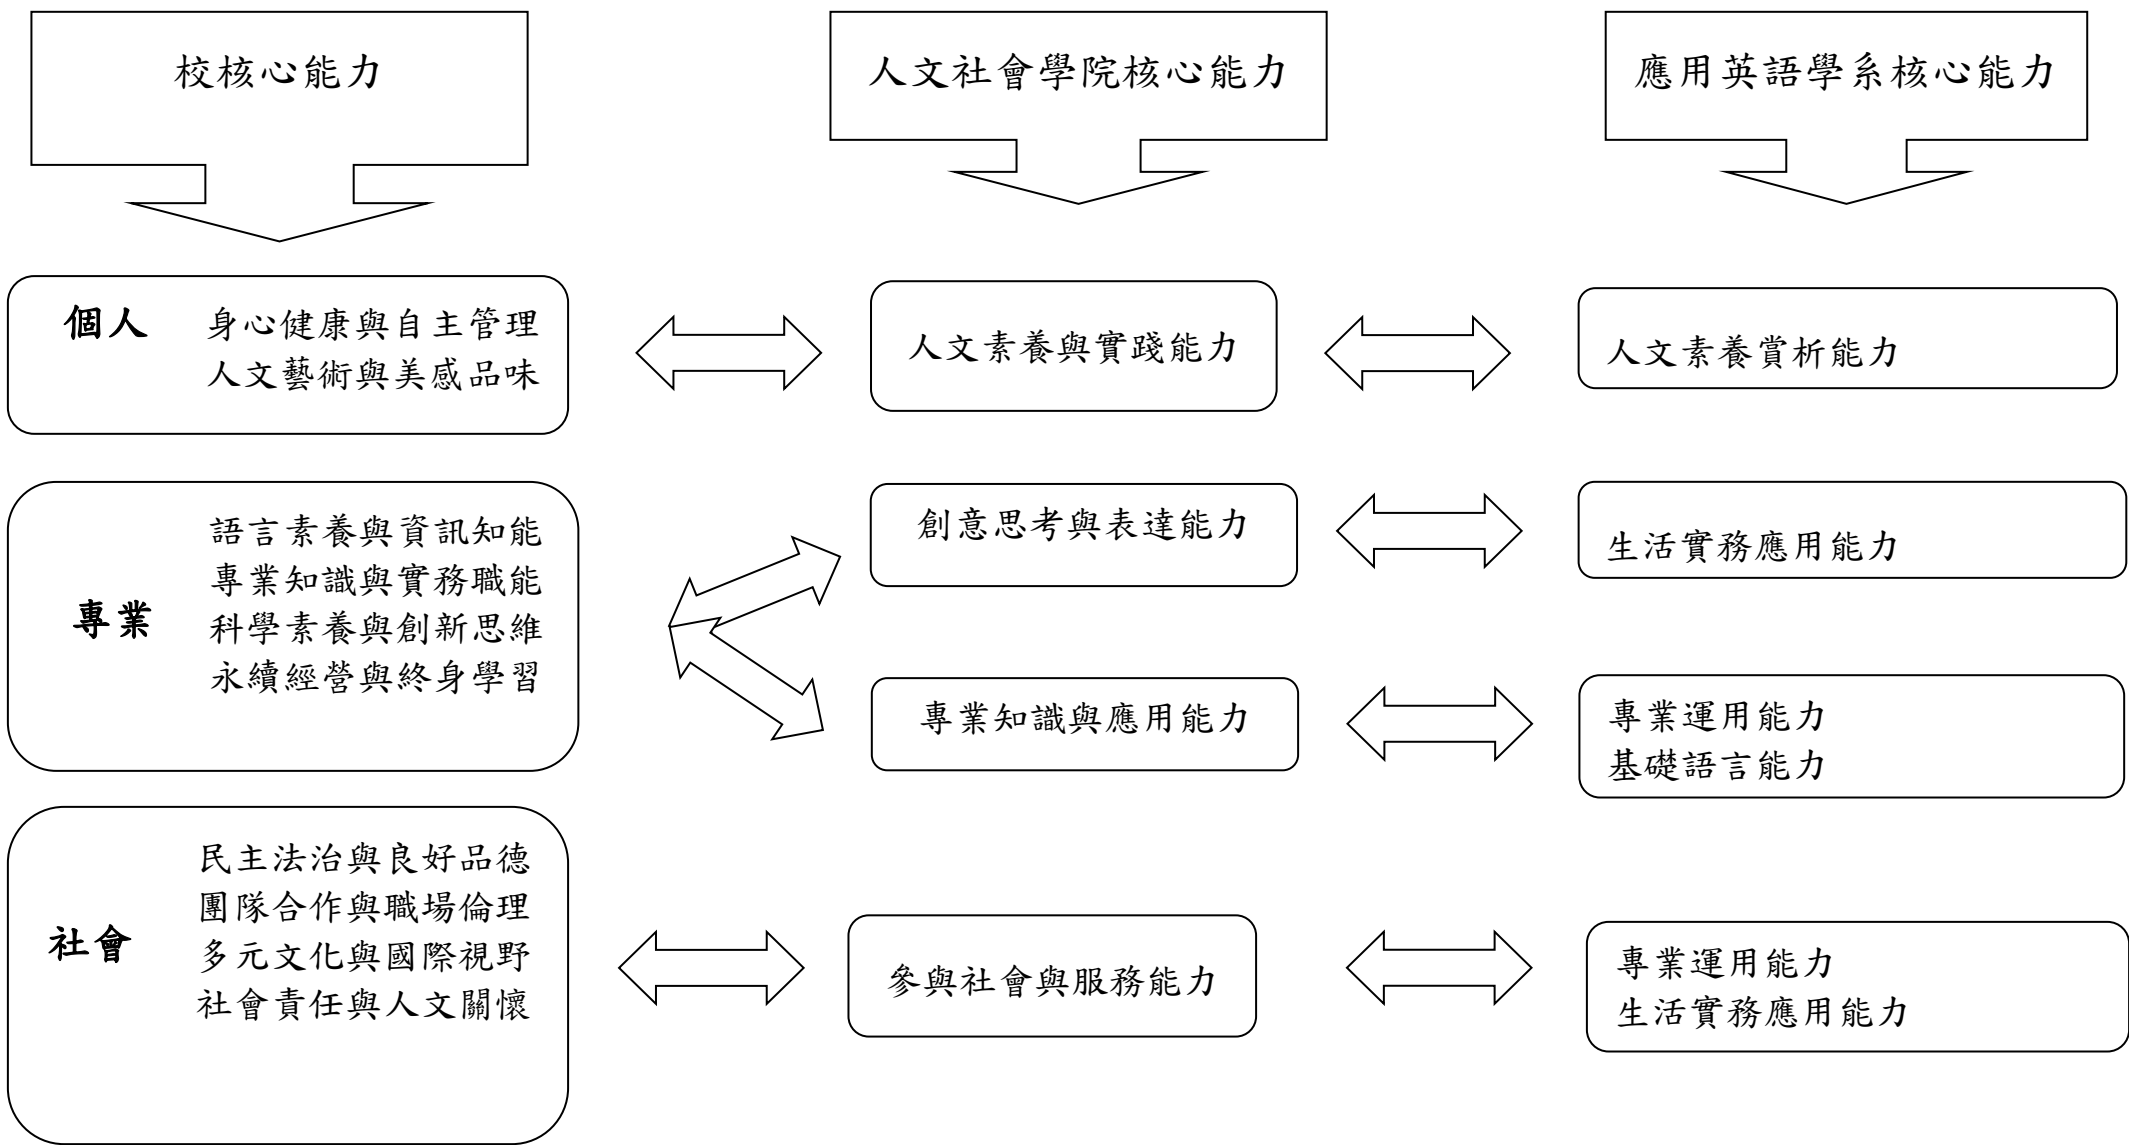 校核心能力
人文社會學院核心能力
應用英語學系核心能力
個人 身心健康與自主管理
人文藝術與美感品味
人文素養與實踐能力
人文素養賞析能力
專業
語言素養與資訊知能
專業知識與實務職能
科學素養與創新思維
永續經營與終身學習
創意思考與表達能力
生活實務應用能力
專業知識與應用能力
專業運用能力
基礎語言能力
社會
民主法治與良好品德
團隊合作與職場倫理
多元文化與國際視野
社會責任與人文關懷
參與社會與服務能力
專業運用能力
生活實務應用能力